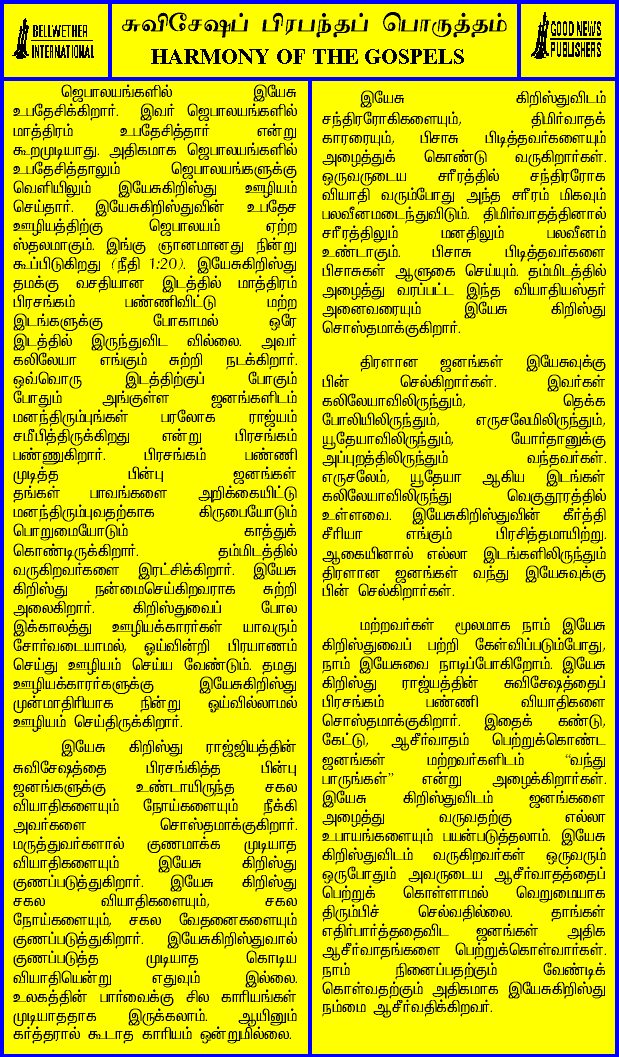 BELLWETHER
INTERNATIONAL
சுவிசேஷப் பிரபந்தப் பொருத்தம்
HARMONY OF THE GOSPELS
GOOD NEWS
PUBLISHERS
ஜெபாலயங்களில் இயேசு
உபதேசிக்கிறார். இவர் ஜெபாலயங்களில்
மாத்திரம் உபதேசித்தார் என்று
கூறமுடியாது. அதிகமாக ஜெபாலயங்களில்
உபதேசித்தாலும் ஜெபாலயங்களுக்கு
வெளியிலும் இயேசுகிறிஸ்து ஊழியம்
செய்தார். இயேசுகிறிஸ்துவின் உபதேச
ஊழியத்திற்கு ஜெபாலயம் ஏற்ற
ஸ்தலமாகும். இங்கு ஞானமானது நின்று
கூப்பிடுகிறது (நீதி 1:20). இயேசுகிறிஸ்து
தமக்கு வசதியான இடத்தில் மாத்திரம்
பிரசங்கம் பண்ணிவிட்டு மற்ற
இடங்களுக்கு போகாமல் ஒரே
இடத்தில் இருந்துவிட வில்லை. அவர்
கலிலேயா எங்கும் சுற்றி நடக்கிறார்.
ஒவ்வொரு இடத்திற்குப் போகும்
போதும் அங்குள்ள ஜனங்களிடம்
மனந்திரும்புங்கள் பரலோக ராஜ்யம்
சமீபித்திருக்கிறது என்று பிரசங்கம்
பண்ணுகிறார். பிரசங்கம் பண்ணி
முடித்த பின்பு ஜனங்கள்
தங்கள் பாவங்களை அறிக்கையிட்டு
மனந்திரும்புவதற்காக கிருபையோடும்
பொறுமையோடும் காத்துக்
கொண்டிருக்கிறார். தம்மிடத்தில்
வருகிறவர்களை இரட்சிக்கிறார். இயேசு
கிறிஸ்து நன்மைசெய்கிறவராக சுற்றி
அலைகிறார். கிறிஸ்துவைப் போல
இக்காலத்து ஊழியக்காரர்கள் யாவரும்
சோர்வடையாமல், ஓய்வின்றி பிரயாணம்
செய்து ஊழியம் செய்ய வேண்டும். தமது
ஊழியக்காரர்களுக்கு இயேசுகிறிஸ்து
முன்மாதிரியாக நின்று ஓய்வில்லாமல்
ஊழியம் செய்திருக்கிறார்.
இயேசு கிறிஸ்து ராஜ்ஜியத்தின்
சுவிசேஷத்தை பிரசங்கித்த பின்பு
ஜனங்களுக்கு உண்டாயிருந்த சகல
வியாதிகளையும் நோய்களையும் நீக்கி
அவர்களை சொஸ்தமாக்குகிறார்.
மருத்துவர்களால் குணமாக்க முடியாத
வியாதிகளையும் இயேசு கிறிஸ்து
குணப்படுத்துகிறார். இயேசு கிறிஸ்து
சகல வியாதிகளையும், சகல
நோய்களையும், சகல வேதனைகளையும்
குணப்படுத்துகிறார். இயேசுகிறிஸ்துவால்
குணப்படுத்த முடியாத கொடிய
வியாதியென்று எதுவும் இல்லை.
உலகத்தின் பார்வைக்கு சில காரியங்கள்
முடியாததாக இருக்கலாம். ஆயினும்
கர்த்தரால் கூடாத காரியம் ஒன்றுமில்லை.
இயேசு கிறிஸ்துவிடம்
சந்திரரோகிகளையும், திமிர்வாதக்
காரரையும், பிசாசு பிடித்தவர்களையும்
அழைத்துக் கொண்டு வருகிறார்கள்.
ஒருவருடைய சரீரத்தில் சந்திரரோக
வியாதி வரும்போது அந்த சரீரம் மிகவும்
பலவீனமடைந்துவிடும். திமிர்வாதத்தினால்
சரீரத்திலும் மனதிலும் பலவீனம்
உண்டாகும். பிசாசு பிடித்தவர்களை
பிசாசுகள் ஆளுகை செய்யும். தம்மிடத்தில்
அழைத்து வரப்பட்ட இந்த வியாதியஸ்தர்
அனைவரையும் இயேசு கிறிஸ்து
சொஸ்தமாக்குகிறார்.
திரளான ஜனங்கள் இயேசுவுக்கு
பின் செல்கிறார்கள். இவர்கள்
கலிலேயாவிலிருந்தும், தெக்க
போலியிலிருந்தும், எருசலேமிலிருந்தும்,
யூதேயாவிலிருந்தும், யோர்தானுக்கு
அப்புறத்திலிருந்தும் வந்தவர்கள்.
எருசலேம், யூதேயா ஆகிய இடங்கள்
கலிலேயாவிலிருந்து வெகுதூரத்தில்
உள்ளவை. இயேசுகிறிஸ்துவின் கீர்த்தி
சீரியா எங்கும் பிரசித்தமாயிற்று.
ஆகையினால் எல்லா இடங்களிலிருந்தும்
திரளான ஜனங்கள் வந்து இயேசுவுக்கு
பின் செல்கிறார்கள்.
மற்றவர்கள் மூலமாக நாம் இயேசு
கிறிஸ்துவைப் பற்றி கேள்விப்படும்போது,
நாம் இயேசுவை நாடிப்போகிறோம். இயேசு
கிறிஸ்து ராஜ்யத்தின் சுவிசேஷத்தைப்
பிரசங்கம் பண்ணி வியாதிகளை
சொஸ்தமாக்குகிறார். இதைக் கண்டு,
கேட்டு, ஆசீர்வாதம் பெற்றுக்கொண்ட
ஜனங்கள் மற்றவர்களிடம் “வந்து
பாருங்கள்” என்று அழைக்கிறார்கள்.
இயேசு கிறிஸ்துவிடம் ஜனங்களை
அழைத்து வருவதற்கு எல்லா
உபாயங்களையும் பயன்படுத்தலாம். இயேசு
கிறிஸ்துவிடம் வருகிறவர்கள் ஒருவரும்
ஒருபோதும் அவருடைய ஆசீர்வாதத்தைப்
பெற்றுக் கொள்ளாமல் வெறுமையாக
திரும்பிச் செல்வதில்லை. தாங்கள்
எதிர்பார்த்ததைவிட ஜனங்கள் அதிக
ஆசீர்வாதங்களை பெற்றுக்கொள்வார்கள்.
நாம் நினைப்பதற்கும் வேண்டிக்
கொள்வதற்கும் அதிகமாக இயேசுகிறிஸ்து
நம்மை ஆசீர்வதிக்கிறவர்.